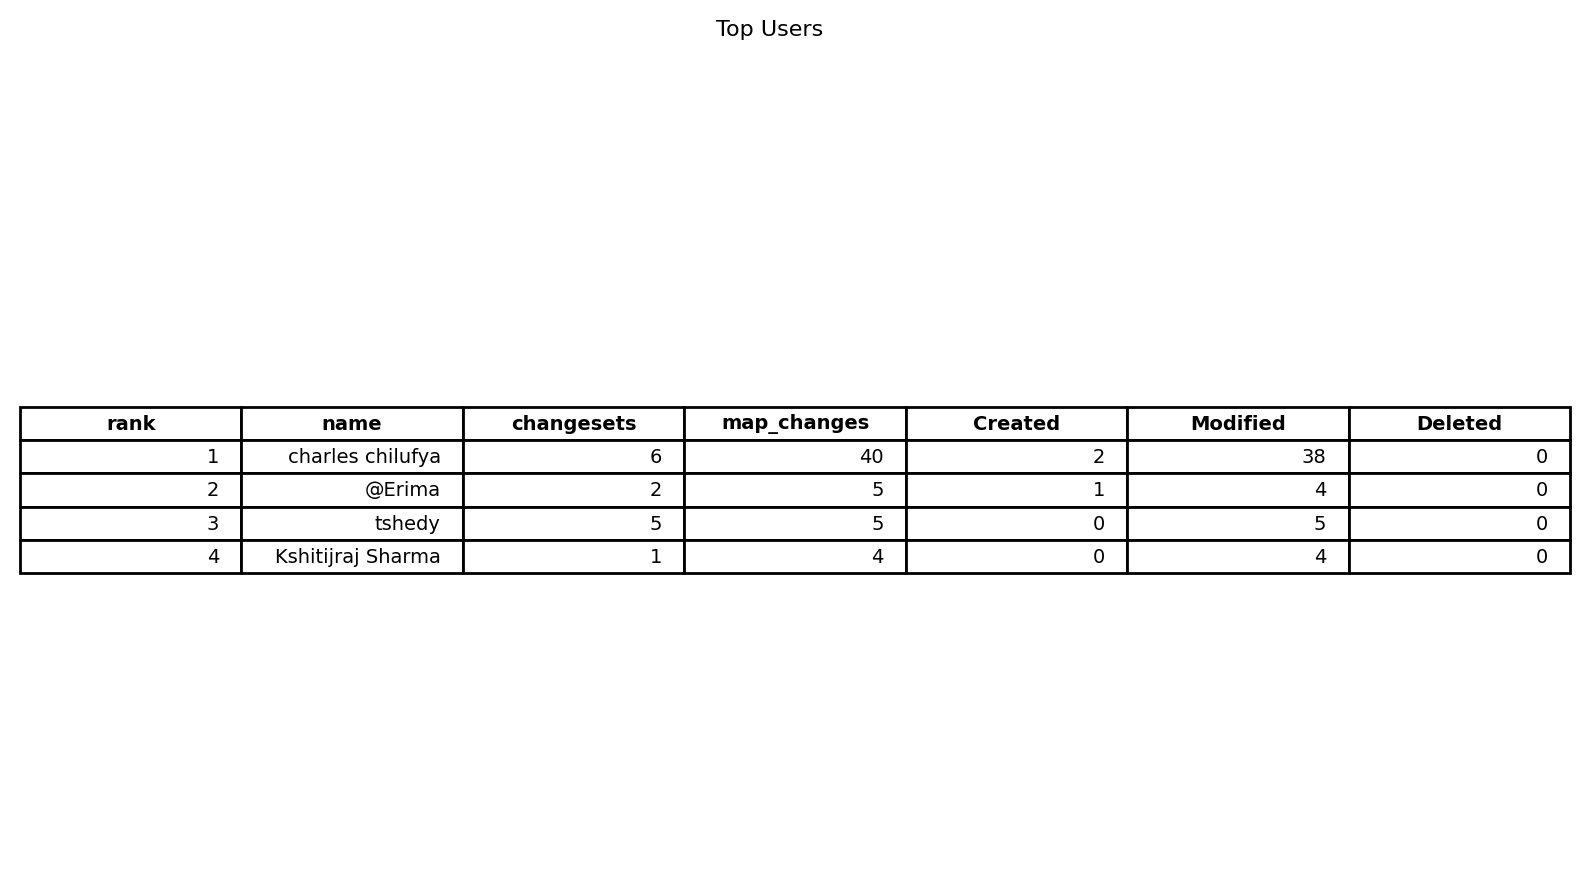 Top Users
rank name changesets map_changes Created Modified Deleted
1 charles chilufya 6 40 2 38 0
2 @Erima 2 5 1 4 0
3 tshedy 5 5 0 5 0
4 Kshitijraj Sharma 1 4 0 4 0